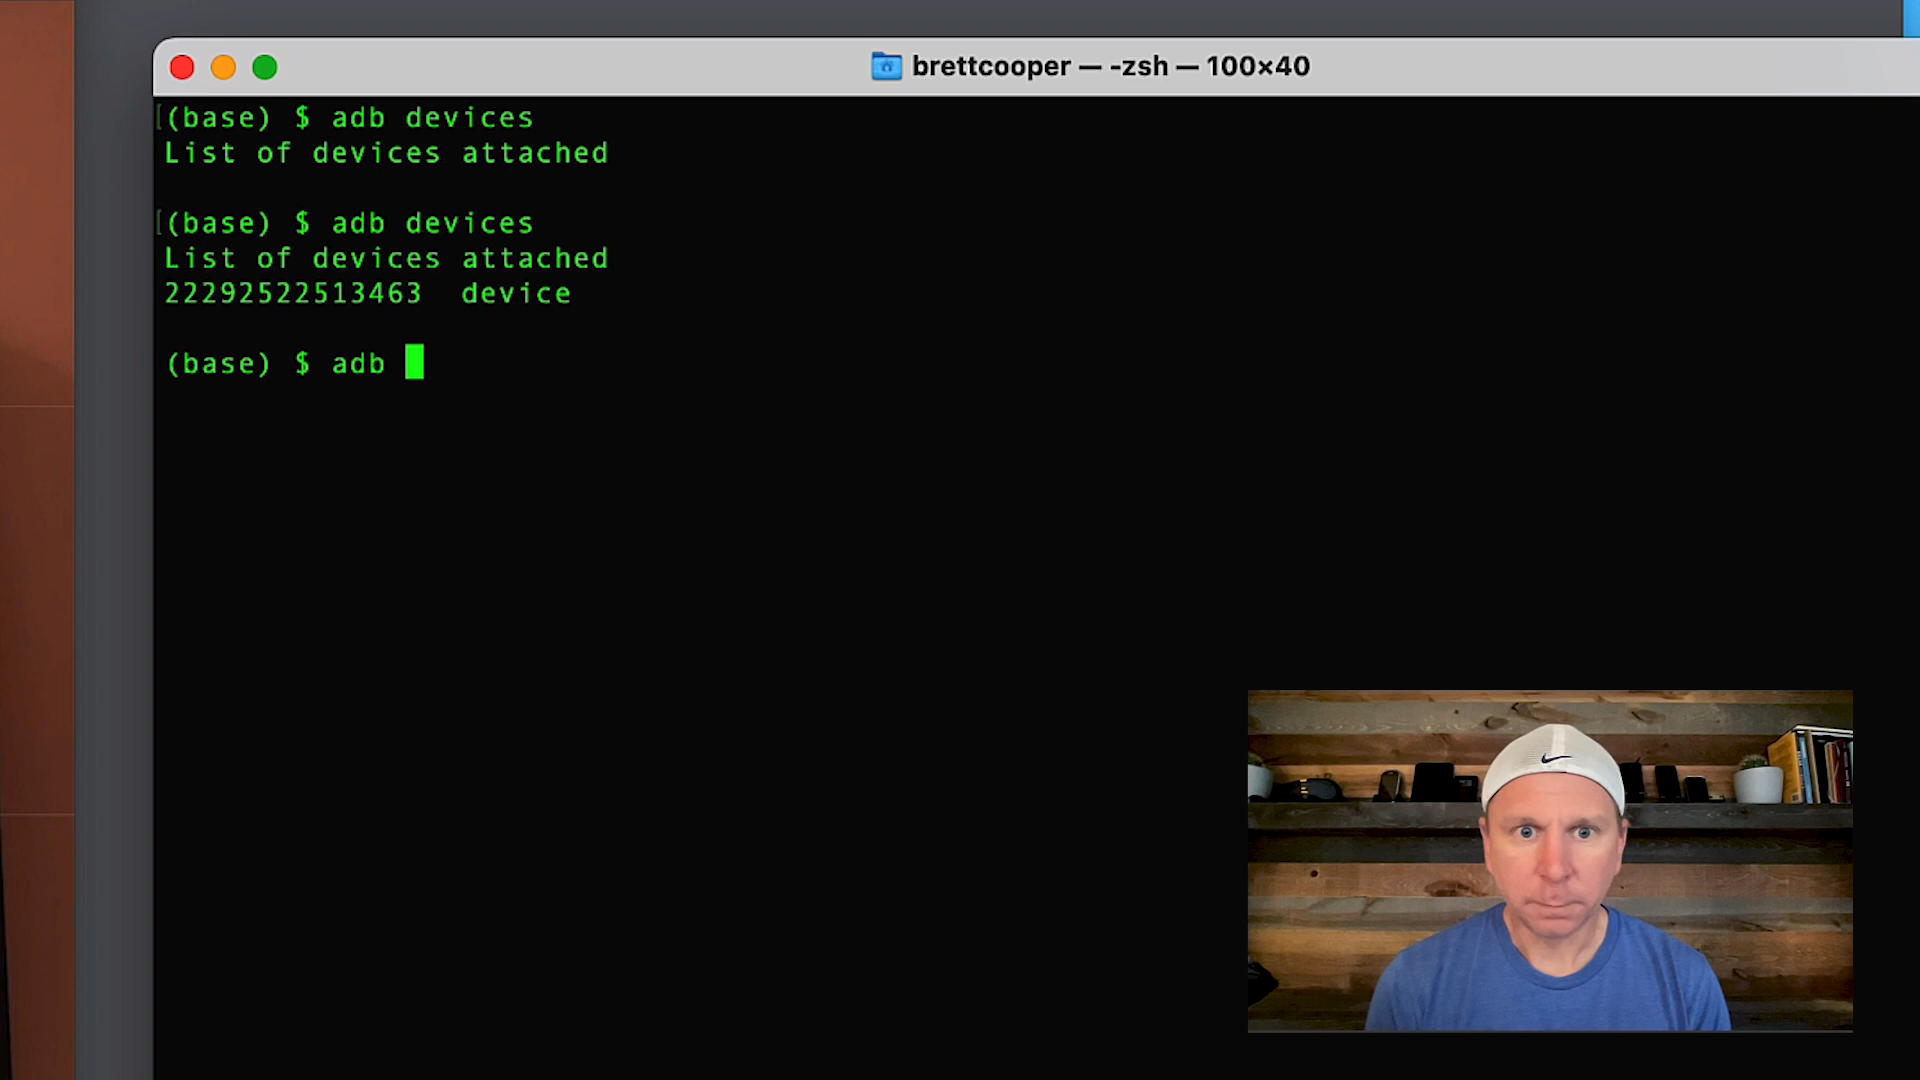 brettcooper — -zsh — 100×40
[(base) $ adb devices
List of devices attached
[(base) $ adb devices
List of devices attached
22292522513463  device
(base) $ adb